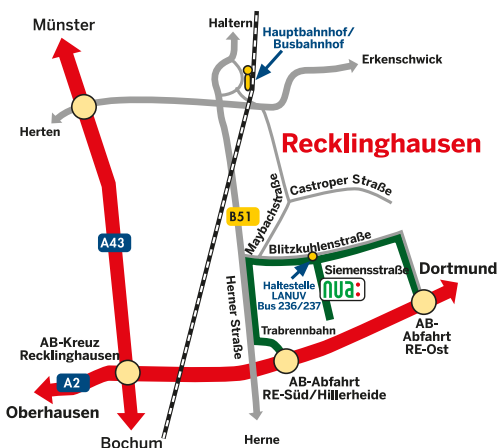 Münster
Haltern
Hauptbahnhof/
Busbahnhof
Erkenschwick
Herten
Recklinghausen
Castroper Straße
Maybachstraße
B51
A43
Blitzkuhlenstraße
Haltestelle
LANUV
Bus 236/237
Siemensstraße
nua:
Dortmund
Herner Straße
Trabrennbahn
AB-
Abfahrt
RE-Ost
AB-Kreuz
Recklinghausen
A2
Oberhausen
AB-Abfahrt
RE-Süd/Hillerheide
Bochum
Herne